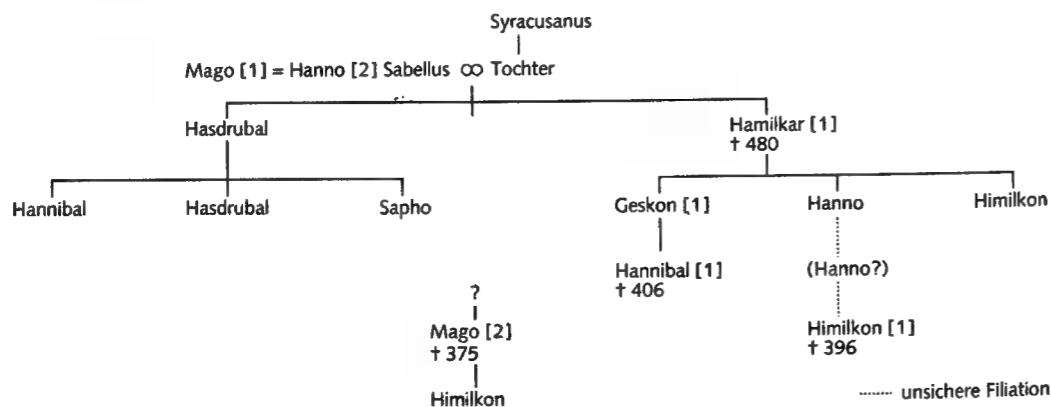 Syracusanus
Mago [1] = Hanno [2] Sabellus ∞ Tochter
Hasdrubal
Hamilkar [1]
† 480
Hannibal
Hasdrubal
Sapho
Geskon [1]
Hanno
Himilkon
Hannibal [1]
† 406
(Hanno?)
?
Mago [2]
† 375
Himilkon [1]
† 396
Himilkon
........ unsichere Filiation